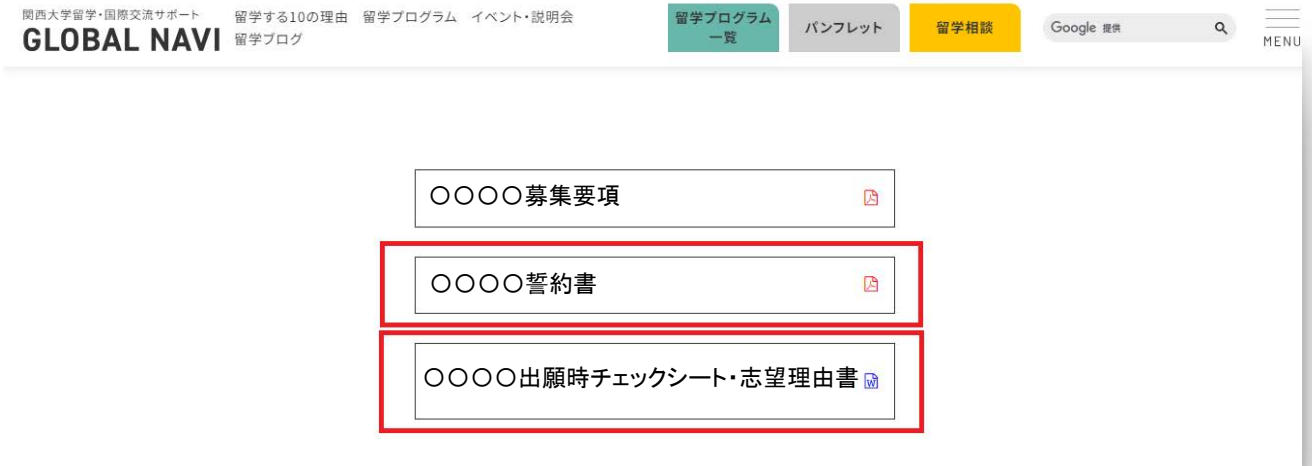 関西大学留学・国際交流サポート
GLOBAL NAVI
留学する10の理由 留学プログラム イベント・説明会
留学ブログ
留学プログラム
一覧
パンフレット
留学相談
Google 提供
MENU
〇〇〇〇募集要項
〇〇〇〇誓約書
〇〇〇〇出願時チェックシート・志望理由書